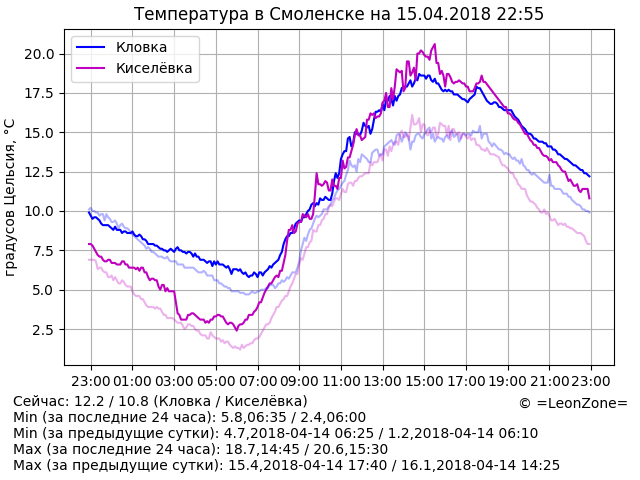 Температура в Смоленске на 15.04.2018 22:55
Кловка
Киселёвка
градусов Цельсия, °C
20.0
17.5
15.0
12.5
10.0
7.5
5.0
2.5
23:00 01:00 03:00 05:00 07:00 09:00 11:00 13:00 15:00 17:00 19:00 21:00 23:00
Сейчас: 12.2 / 10.8 (Кловка / Киселёвка)
© =LeonZone=
Min (за последние 24 часа): 5.8,06:35 / 2.4,06:00
Min (за предыдущие сутки): 4.7,2018-04-14 06:25 / 1.2,2018-04-14 06:10
Max (за последние 24 часа): 18.7,14:45 / 20.6,15:30
Max (за предыдущие сутки): 15.4,2018-04-14 17:40 / 16.1,2018-04-14 14:25